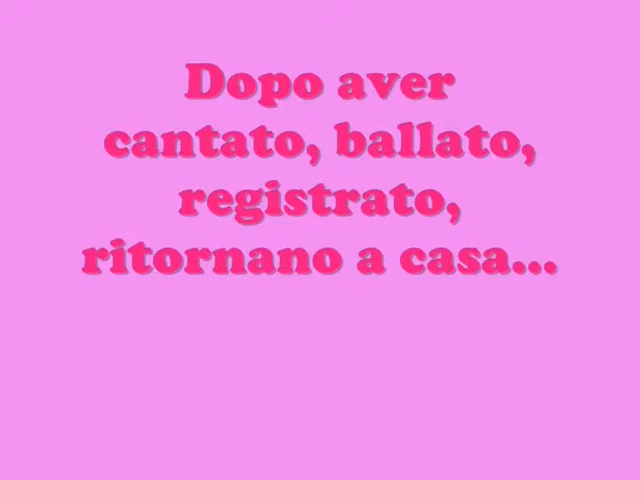 Dopo aver
cantato, ballato,
registrato,
ritornano a casa...